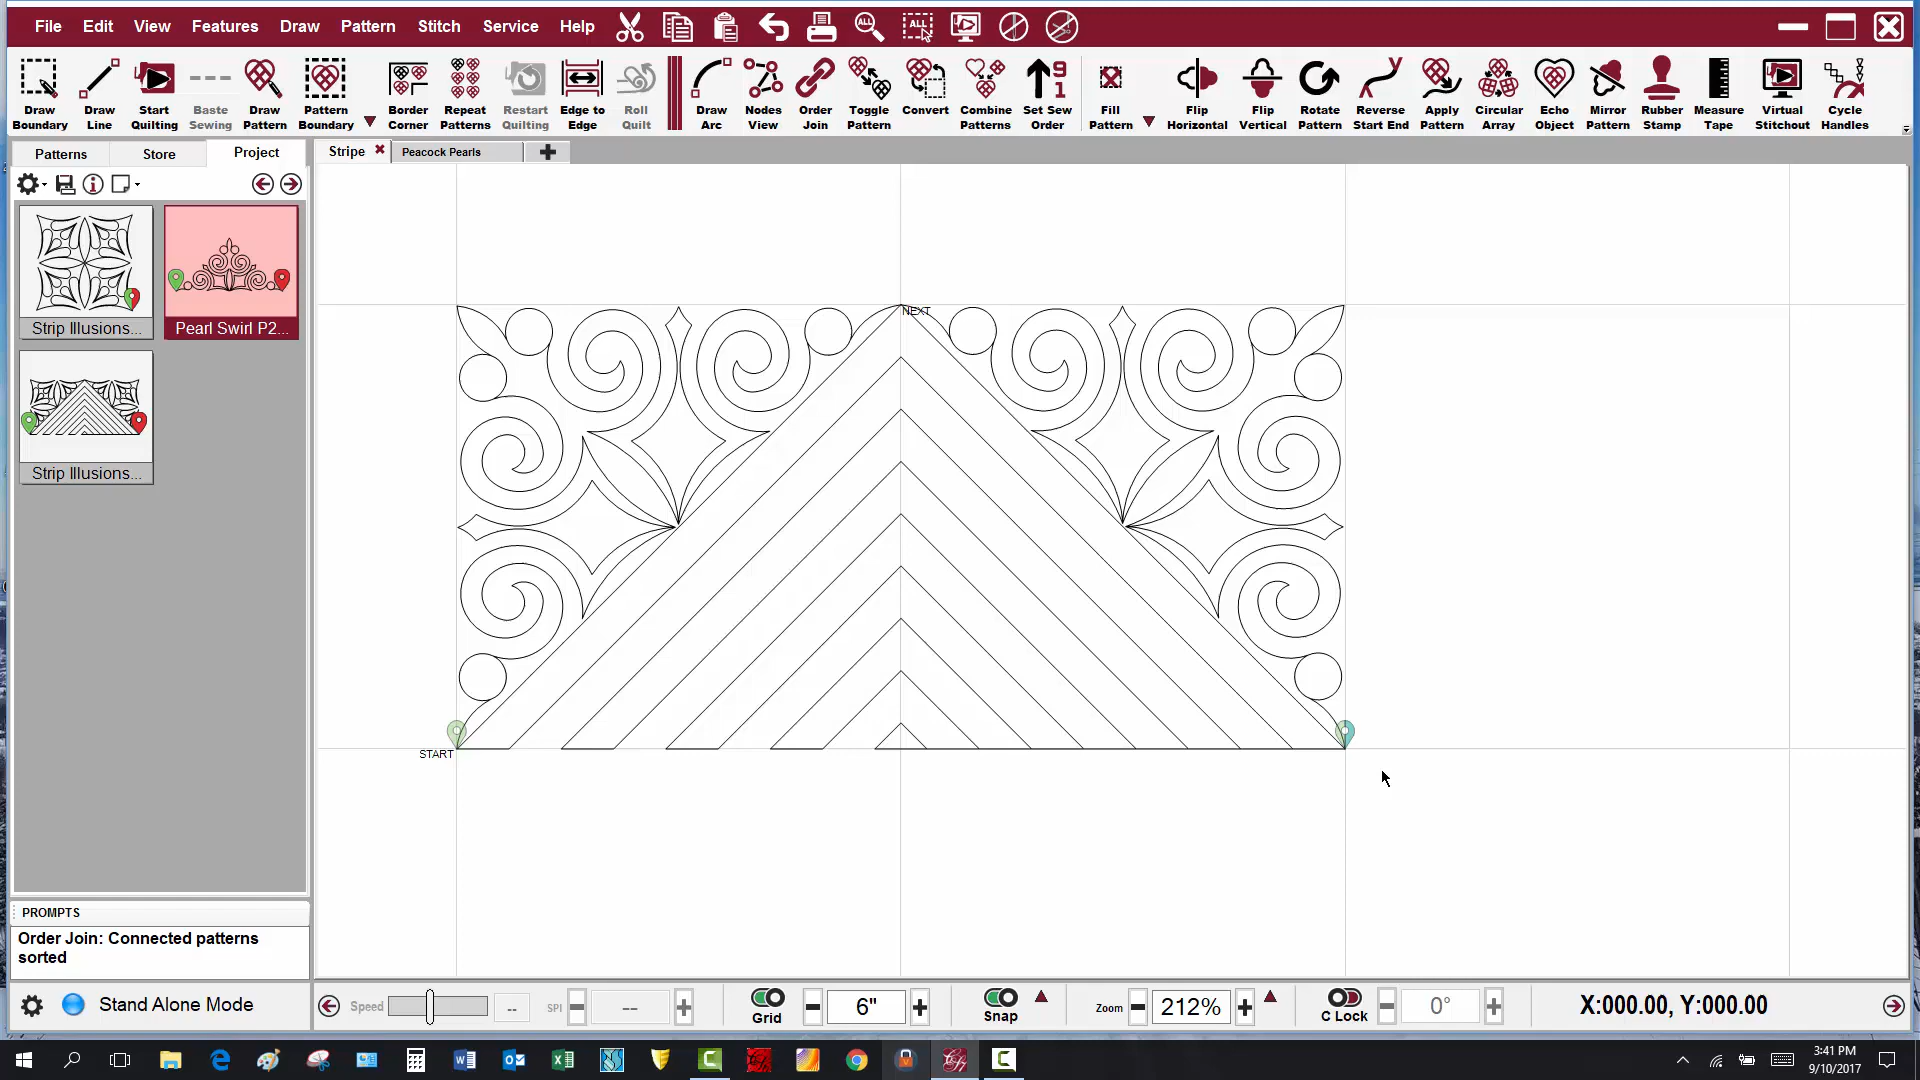 File Edit View Features Draw Pattern Stitch Service Help
ALL ALL
9
1
Draw Boundary
Draw Line
Start Quilting
Baste Sewing
Draw Pattern
Pattern Boundary
Border Corner
Repeat Patterns
Restart Quilting
Edge to Edge
Roll Quilt
Draw Arc
Nodes View
Order Join
Toggle Pattern
Convert
Combine Patterns
Set Sew Order
Fill Pattern
Flip Horizontal
Flip Vertical
Rotate Pattern
Reverse Start End
Apply Pattern
Circular Array
Echo Object
Mirror Pattern
Rubber Stamp
Measure Tape
Virtual Stitchout
Cycle Handles
Patterns Store Project
Stripe Peacock Pearls
Strip Illusions...
Pearl Swirl P2...
Strip Illusions...
NEXT
START
PROMPTS
Order Join: Connected patterns
sorted
Stand Alone Mode
Speed --
SPI --
Grid 6"
Snap
Zoom 212%
C Lock 0°
X:000.00, Y:000.00
3:41 PM
9/10/2017